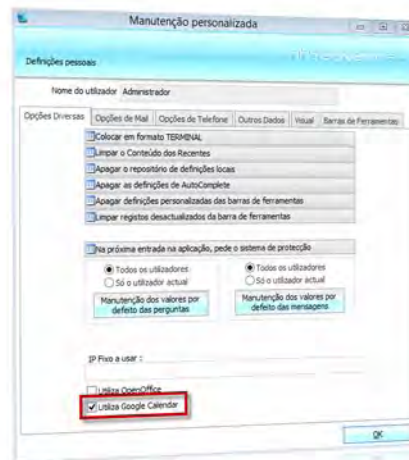 Manutenção personalizada
Definições pessoais
Nome do utilizador Administrador
Opções Diversas Opções de Mail Opções de Telefone Outros Dados Visual Barras de Ferramentas
Colocar em formato TERMINAL
Limpar o Conteúdo dos Recentes
Apagar o repositório de definições locais
Apagar as definições de AutoComplete
Apagar definições personalizadas das barras de ferramentas
Limpar registos desactualizados da barra de ferramentas
Na próxima entrada na aplicação, pede o sistema de protecção
Todos os utilizadores Todos os utilizadores
Só o utilizador actual Só o utilizador actual
Manutenção dos valores por Manutenção dos valores por
defeito das perguntas defeito das mensagens
IP Fixo a usar :
Utiliza OpenOffice
Utiliza Google Calendar
OK